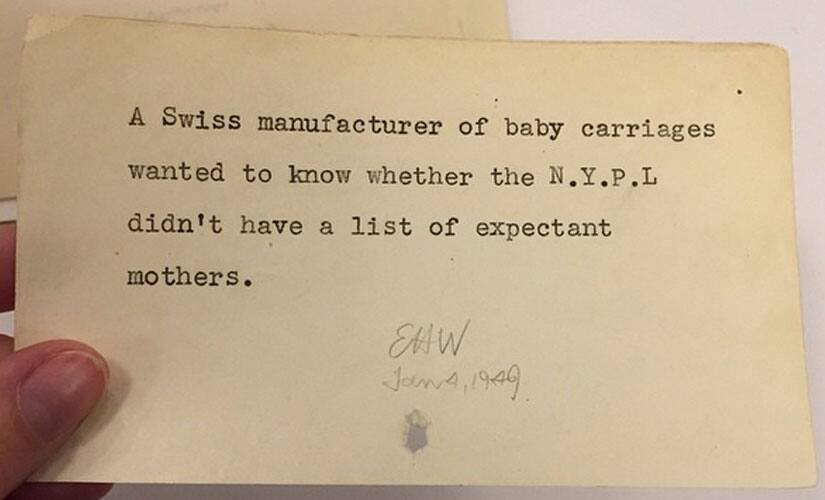 A Swiss manufacturer of baby carriages
wanted to know whether the N.Y.P.L
didn't have a list of expectant
mothers.
EHW
Jan 4, 1949